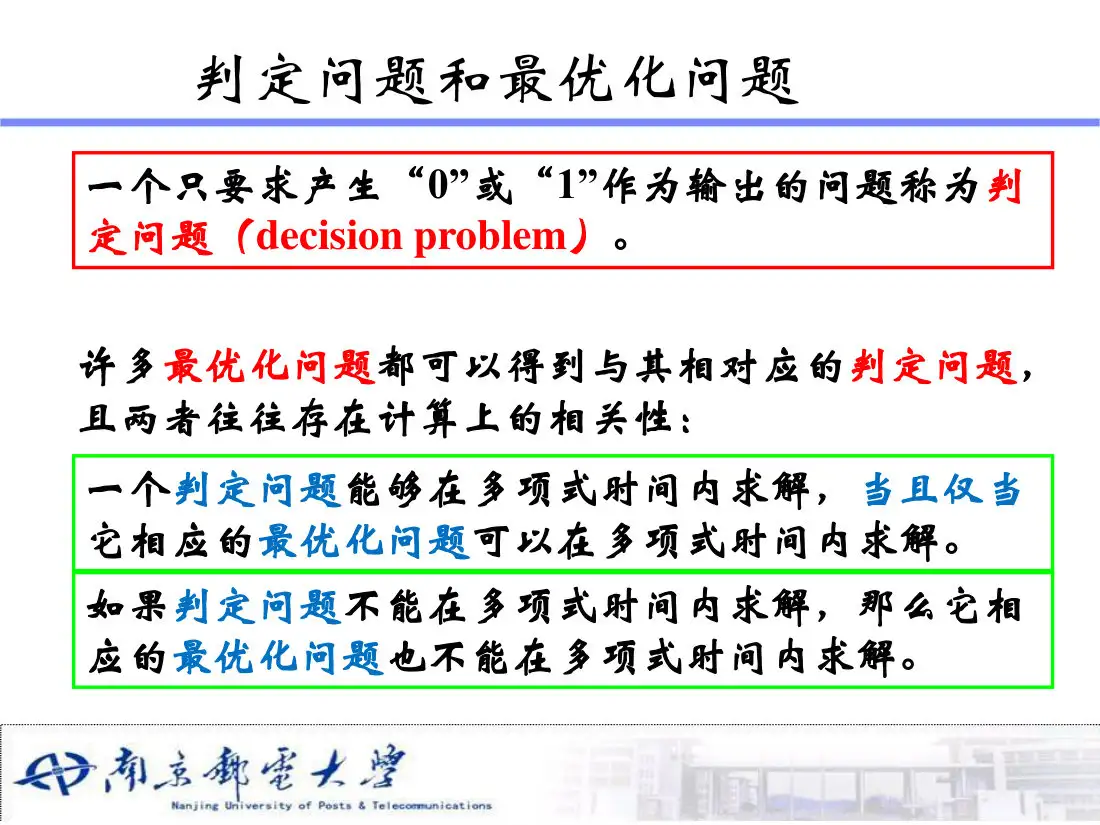 判定问题和最优化问题
一个只要求产生“0”或“1”作为输出的问题称为判
定问题（decision problem）。
许多最优化问题都可以得到与其相对应的判定问题，
且两者往往存在计算上的相关性：
一个判定问题能够在多项式时间内求解，当且仅当
它相应的最优化问题可以在多项式时间内求解。
如果判定问题不能在多项式时间内求解，那么它相
应的最优化问题也不能在多项式时间内求解。
南京邮电大学
Nanjing University of Posts & Telecommunications